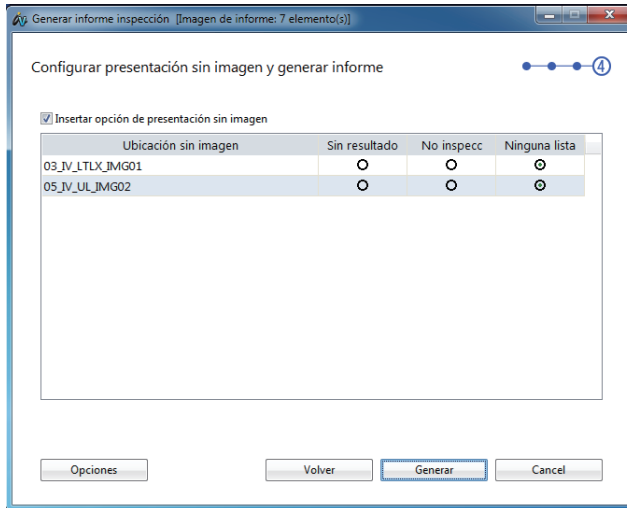 Generar informe inspección [Imagen de informe: 7 elemento(s)]
Configurar presentación sin imagen y generar informe
4
Insertar opción de presentación sin imagen
Ubicación sin imagen Sin resultado No inspecc Ninguna lista
03_IV_LTLX_IMG01
05_IV_UL_IMG02
Opciones Volver Generar Cancel